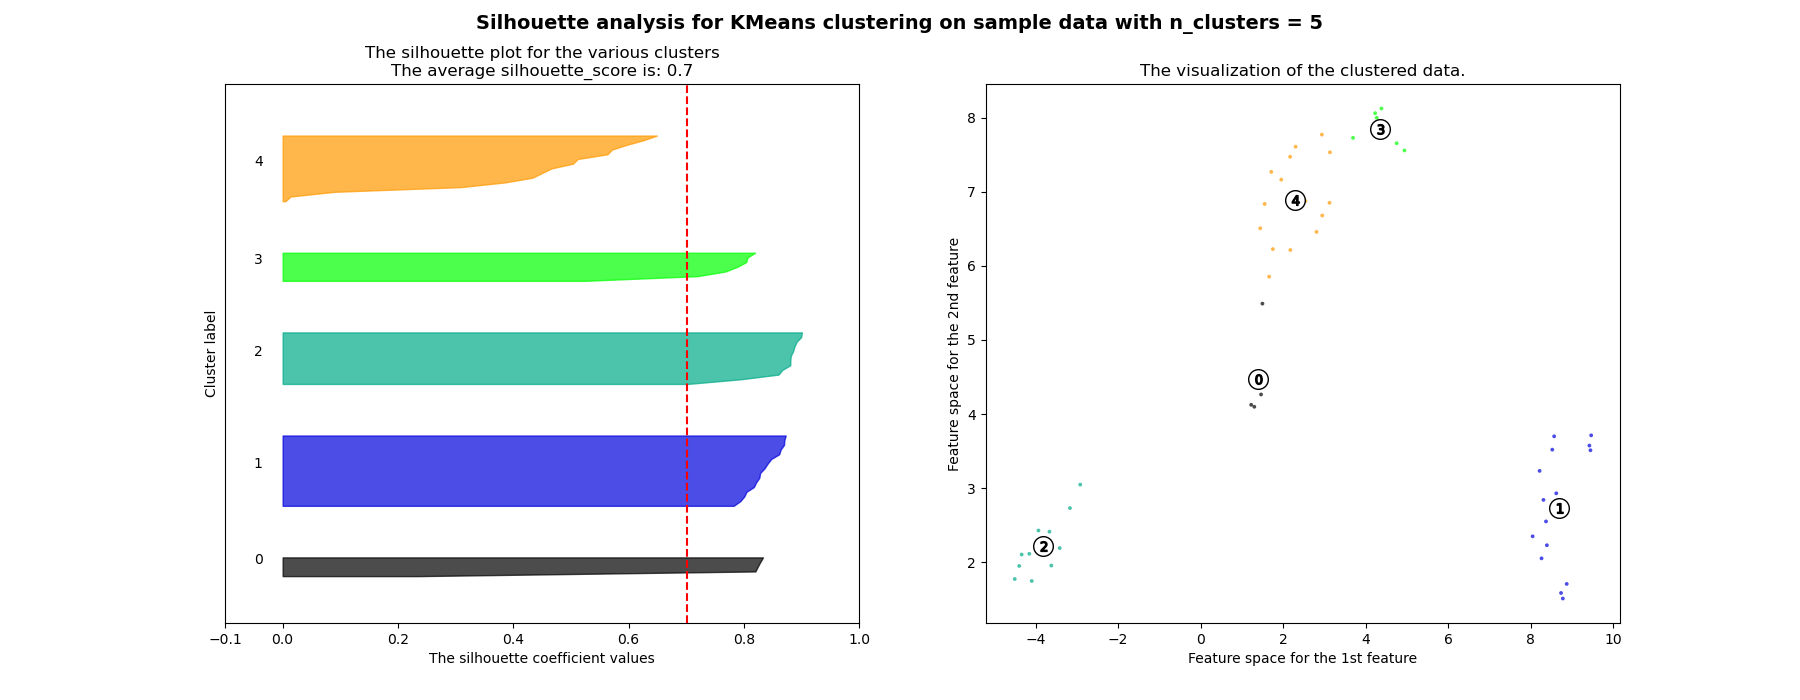 Silhouette analysis for KMeans clustering on sample data with n_clusters = 5
The silhouette plot for the various clusters
The average silhouette_score is: 0.7
Cluster label
4
3
2
1
0
−0.1 0.0 0.2 0.4 0.6 0.8 1.0
The silhouette coefficient values
The visualization of the clustered data.
Feature space for the 2nd feature
8
7
6
5
4
3
2
3
4
0
1
2
−4 −2 0 2 4 6 8 10
Feature space for the 1st feature